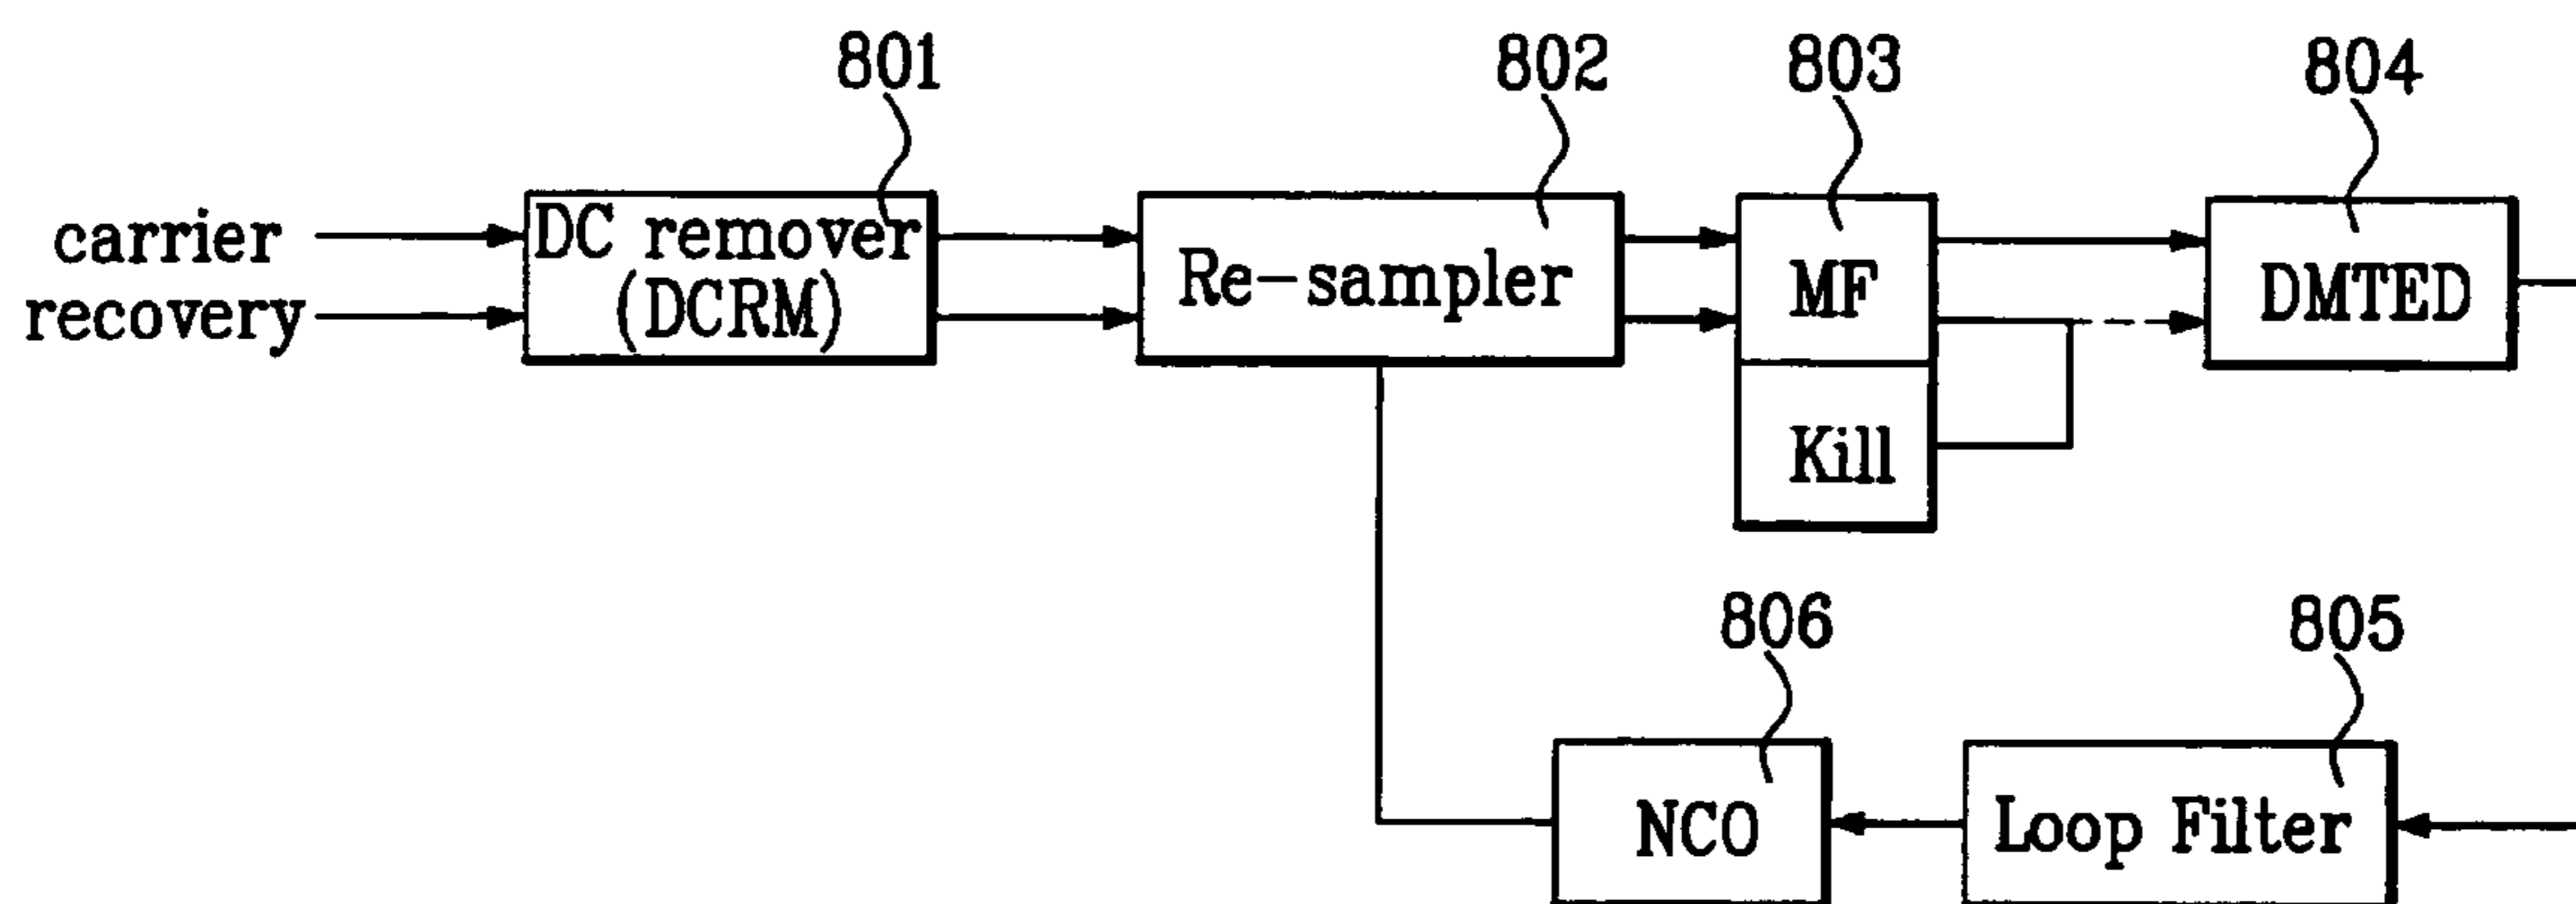 801
802
803
804
carrier
recovery
DC remover
(DCRM)
Re-sampler
MF
Kill
DMTED
806
805
NCO
Loop Filter